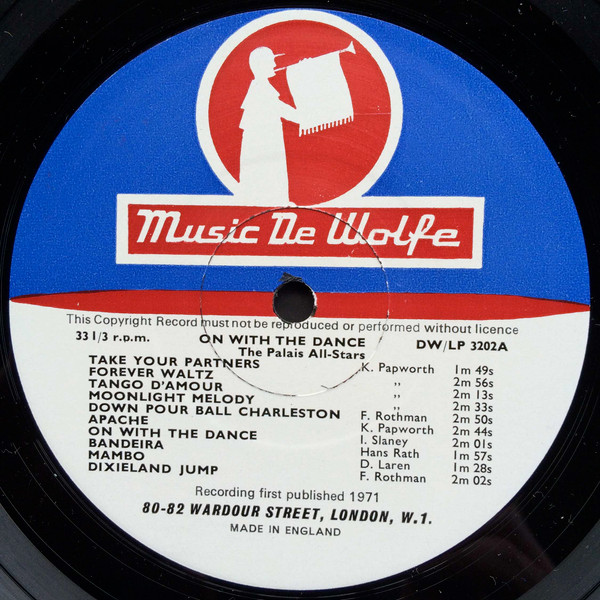 Music De Wolfe
This Copyright Record must not be reproduced or performed without licence
33 1/3 r.p.m. ON WITH THE DANCE DW/LP 3202A
The Palais All-Stars
TAKE YOUR PARTNERS K. Papworth 1m 49s
FOREVER WALTZ ,, 2m 56s
TANGO D'AMOUR ,, 2m 13s
MOONLIGHT MELODY ,, 2m 33s
DOWN POUR BALL CHARLESTON F. Rothman 2m 50s
APACHE K. Papworth 2m 44s
ON WITH THE DANCE I. Slaney 2m 01s
BANDEIRA Hans Rath 1m 57s
MAMBO D. Laren 1m 28s
DIXIELAND JUMP F. Rothman 2m 02s
Recording first published 1971
80-82 WARDOUR STREET, LONDON, W.1.
MADE IN ENGLAND